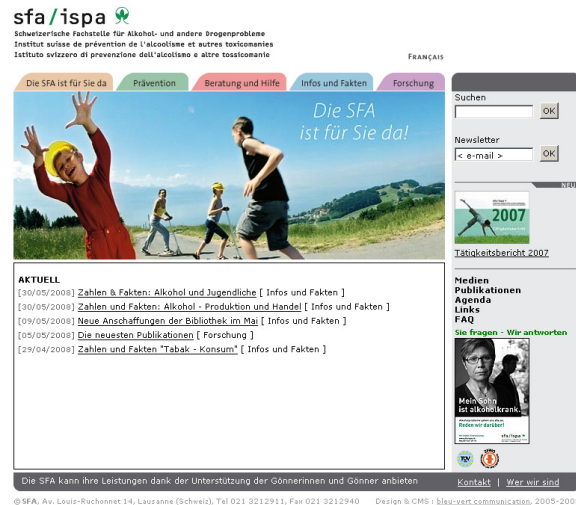 sfa/ispa
Schweizerische Fachstelle für Alkohol- und andere Drogenprobleme
Institut suisse de prévention de l'alcoolisme et autres toxicomanies
Istituto svizzero di prevenzione dell'alcolismo e altre tossicomanie
FRANÇAIS
Die SFA ist für Sie da
Prävention
Beratung und Hilfe
Infos und Fakten
Forschung
Die SFA
ist für Sie da!
AKTUELL
[30/05/2008] Zahlen & Fakten: Alkohol und Jugendliche [ Infos und Fakten ]
[30/05/2008] Zahlen und Fakten: Alkohol - Produktion und Handel [ Infos und Fakten ]
[09/05/2008] Neue Anschaffungen der Bibliothek im Mai [ Infos und Fakten ]
[05/05/2008] Die neuesten Publikationen [ Forschung ]
[29/04/2008] Zahlen und Fakten "Tabak - Konsum" [ Infos und Fakten ]
Suchen
OK
Newsletter
< e-mail > OK
NEU
2007
Tätigkeitsbericht 2007
Medien
Publikationen
Agenda
Links
FAQ
Sie fragen - Wir antworten
Mein Sohn
ist alkoholkrank.
Reden wir darüber!
sfa/ispa
Die SFA kann ihre Leistungen dank der Unterstützung der Gönnerinnen und Gönner anbieten
Kontakt | Wer wir sind
©SFA, Av. Louis-Ruchonnet 14, Lausanne (Schweiz), Tel 021 3212911, Fax 021 3212940
Design & CMS : bleu-vert communication, 2005-200